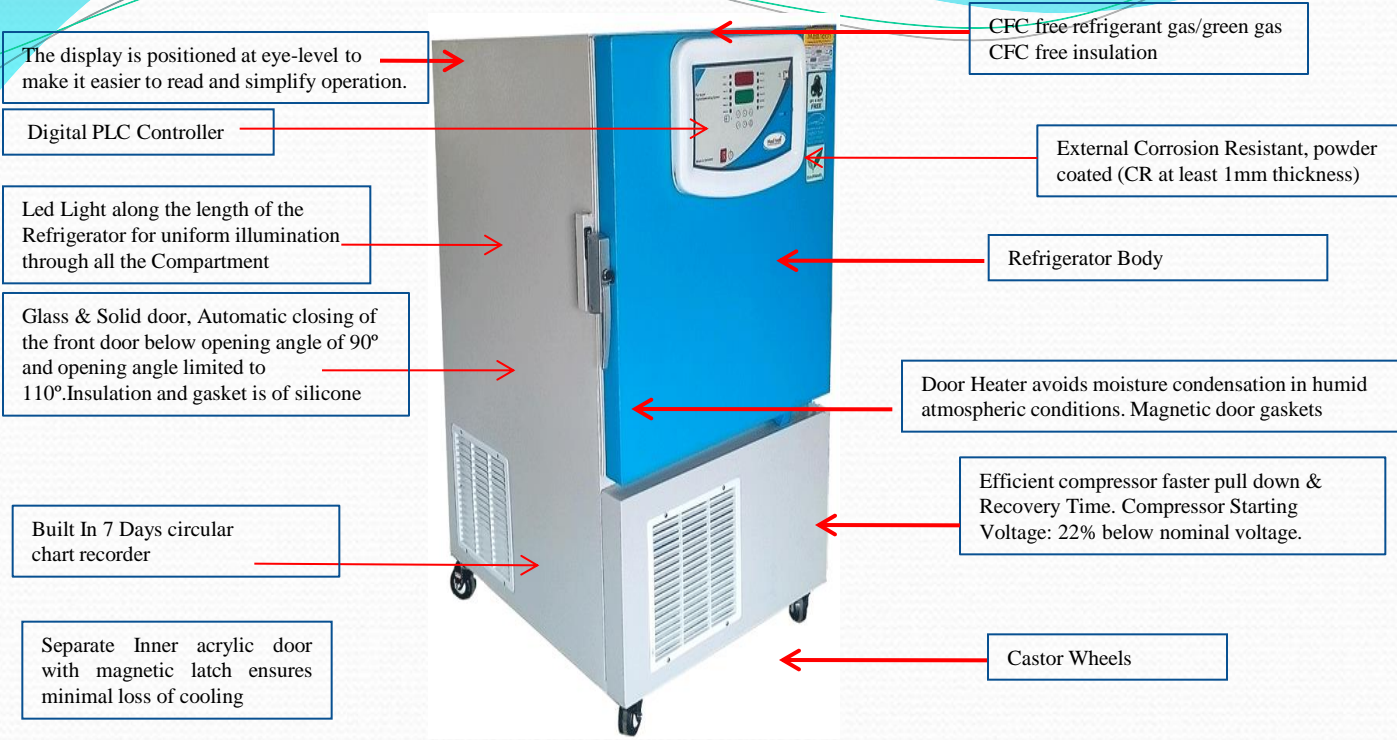 The display is positioned at eye-level to
make it easier to read and simplify operation.
Digital PLC Controller
Led Light along the length of the
Refrigerator for uniform illumination
through all the Compartment
Glass & Solid door, Automatic closing of
the front door below opening angle of 90º
and opening angle limited to
110º.Insulation and gasket is of silicone
Built In 7 Days circular
chart recorder
Separate Inner acrylic door
with magnetic latch ensures
minimal loss of cooling
CFC free refrigerant gas/green gas
CFC free insulation
External Corrosion Resistant, powder
coated (CR at least 1mm thickness)
Refrigerator Body
Door Heater avoids moisture condensation in humid
atmospheric conditions. Magnetic door gaskets
Efficient compressor faster pull down &
Recovery Time. Compressor Starting
Voltage: 22% below nominal voltage.
Castor Wheels
FREE